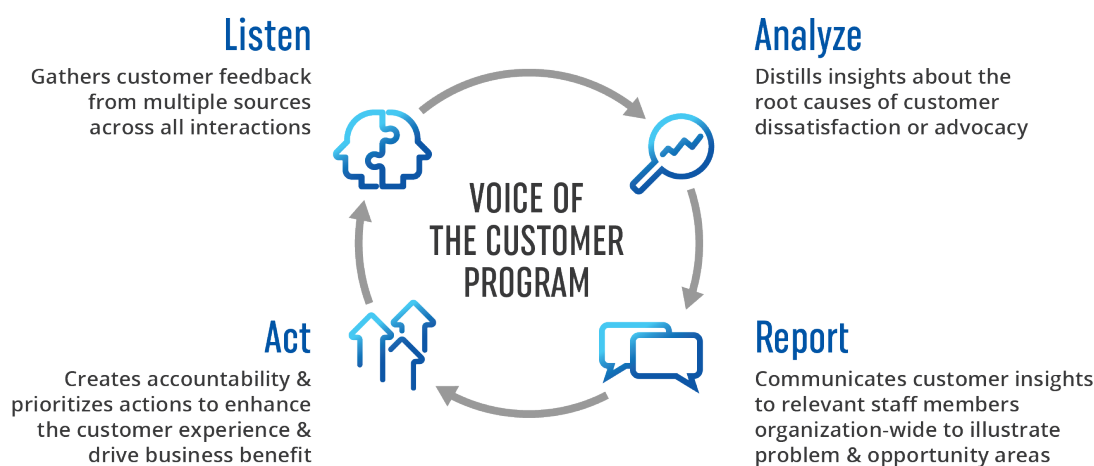 Listen
Gathers customer feedback
from multiple sources
across all interactions
Analyze
Distills insights about the
root causes of customer
dissatisfaction or advocacy
VOICE OF
THE CUSTOMER
PROGRAM
Act
Creates accountability &
prioritizes actions to enhance
the customer experience &
drive business benefit
Report
Communicates customer insights
to relevant staff members
organization-wide to illustrate
problem & opportunity areas